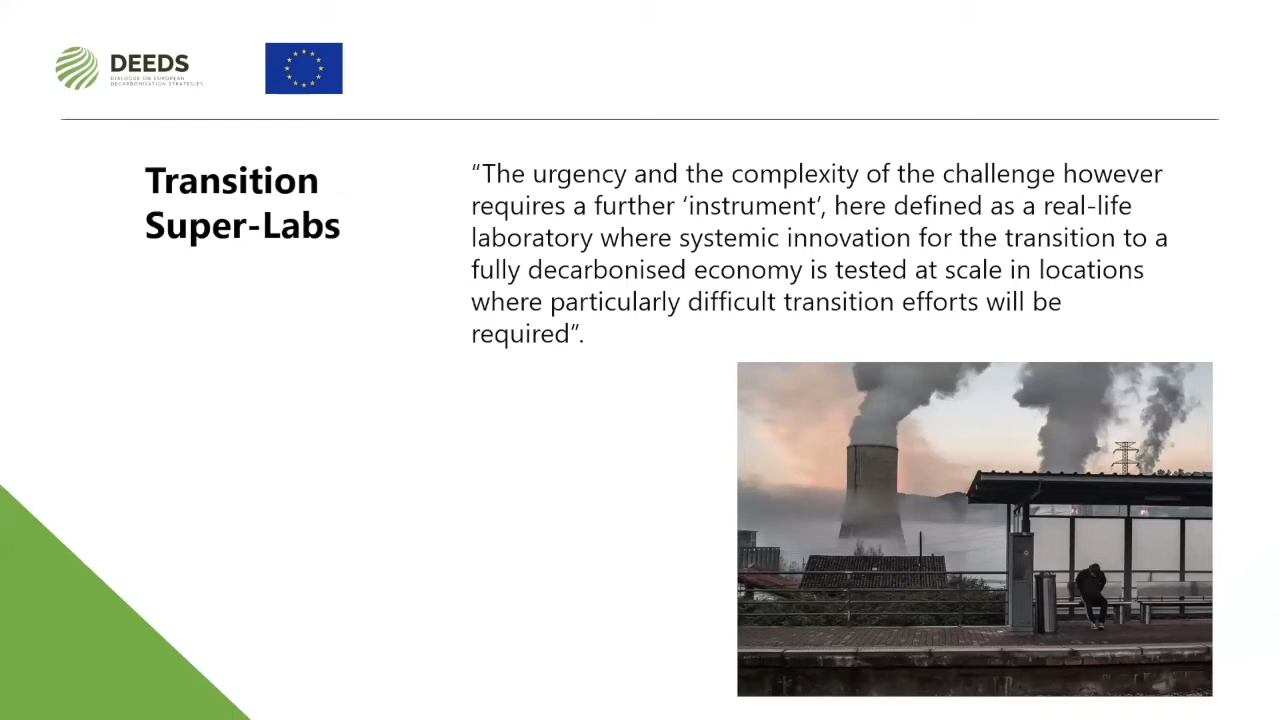 DEEDS
DIALOGUE ON EUROPEAN
DECARBONISATION STRATEGIES
Transition
Super-Labs
“The urgency and the complexity of the challenge however
requires a further ‘instrument’, here defined as a real-life
laboratory where systemic innovation for the transition to a
fully decarbonised economy is tested at scale in locations
where particularly difficult transition efforts will be
required”.